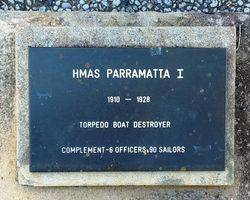 HMAS PARRAMATTA I
1910 — 1928
TORPEDO BOAT DESTROYER
COMPLEMENT-6 OFFICERS,90 SAILORS